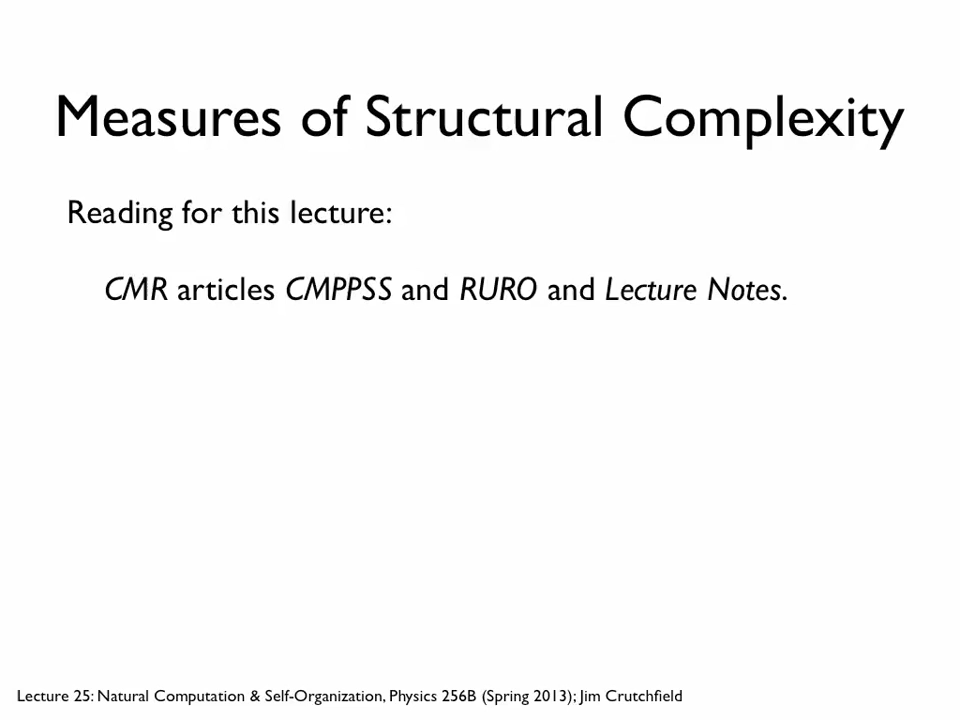 Measures of Structural Complexity
Reading for this lecture:
CMR articles CMPPSS and RURO and Lecture Notes.
Lecture 25: Natural Computation & Self-Organization, Physics 256B (Spring 2013); Jim Crutchfield